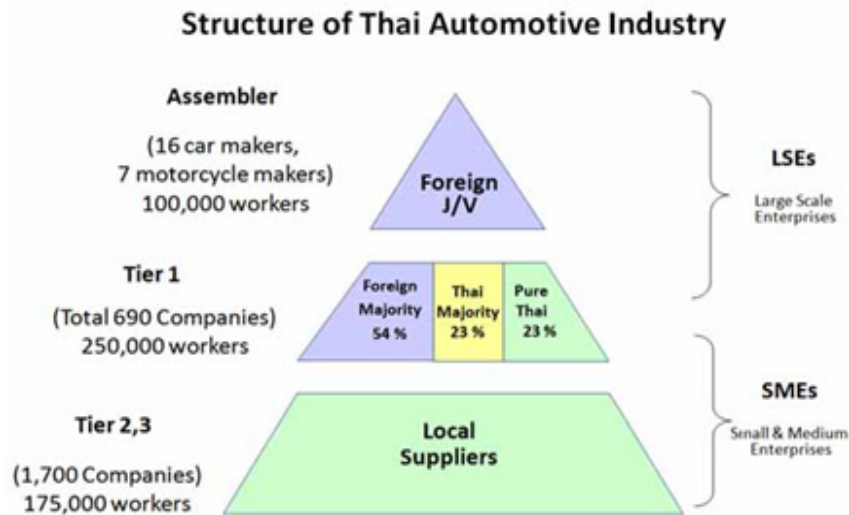 Structure of Thai Automotive Industry
Assembler
(16 car makers,
7 motorcycle makers)
100,000 workers
Foreign
J/V
LSEs
Large Scale
Enterprises
Tier 1
(Total 690 Companies)
250,000 workers
Foreign
Majority
54 %
Thai
Majority
23 %
Pure
Thai
23 %
Tier 2,3
(1,700 Companies)
175,000 workers
Local
Suppliers
SMEs
Small & Medium
Enterprises